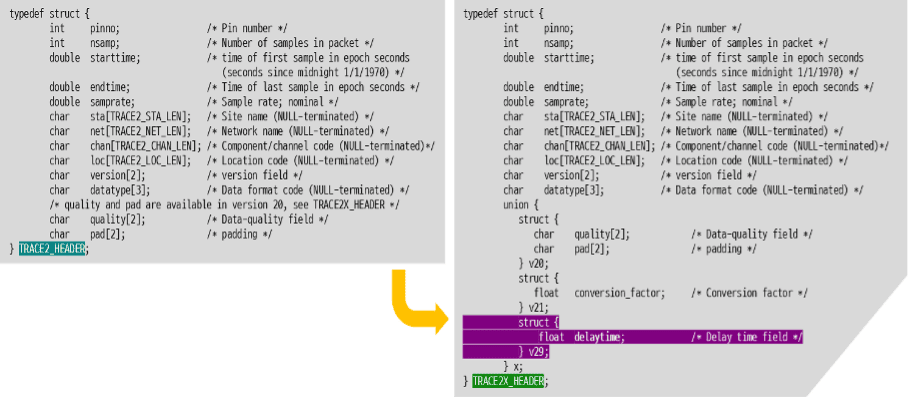 typedef struct {
int pinno; /* Pin number */
int nsamp; /* Number of samples in packet */
double starttime; /* time of first sample in epoch seconds
(seconds since midnight 1/1/1970) */
double endtime; /* Time of last sample in epoch seconds */
double samprate; /* Sample rate; nominal */
char sta[TRACE2_STA_LEN]; /* Site name (NULL-terminated) */
char net[TRACE2_NET_LEN]; /* Network name (NULL-terminated) */
char chan[TRACE2_CHAN_LEN]; /* Component/channel code (NULL-terminated)*/
char loc[TRACE2_LOC_LEN]; /* Location code (NULL-terminated) */
char version[2]; /* version field */
char datatype[3]; /* Data format code (NULL-terminated) */
/* quality and pad are available in version 20, see TRACE2X_HEADER */
char quality[2]; /* Data-quality field */
char pad[2]; /* padding */
} TRACE2_HEADER;
typedef struct {
int pinno; /* Pin number */
int nsamp; /* Number of samples in packet */
double starttime; /* time of first sample in epoch seconds
(seconds since midnight 1/1/1970) */
double endtime; /* Time of last sample in epoch seconds */
double samprate; /* Sample rate; nominal */
char sta[TRACE2_STA_LEN]; /* Site name (NULL-terminated) */
char net[TRACE2_NET_LEN]; /* Network name (NULL-terminated) */
char chan[TRACE2_CHAN_LEN]; /* Component/channel code (NULL-terminated)*/
char loc[TRACE2_LOC_LEN]; /* Location code (NULL-terminated) */
char version[2]; /* version field */
char datatype[3]; /* Data format code (NULL-terminated) */
union {
struct {
char quality[2]; /* Data-quality field */
char pad[2]; /* padding */
} v20;
struct {
float conversion_factor; /* Conversion factor */
} v21;
struct {
float delaytime; /* Delay time field */
} v29;
} x;
} TRACE2X_HEADER;